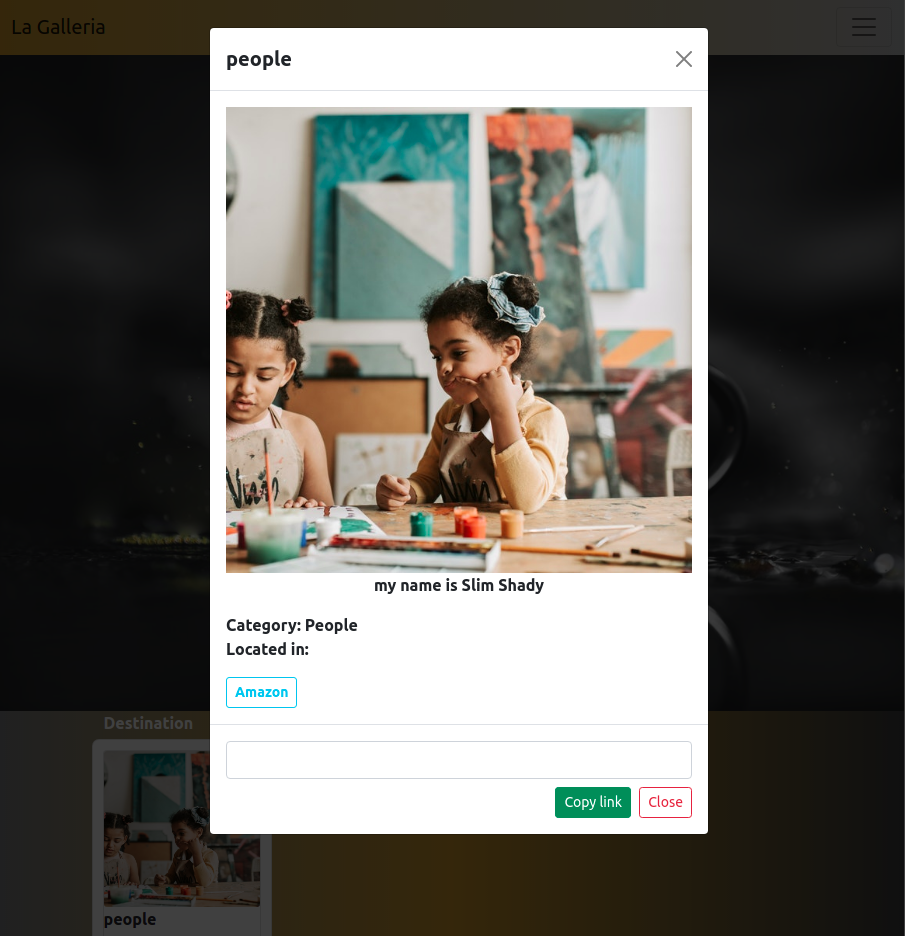 La Galleria
people
my name is Slim Shady
Category: People
Located in:
Amazon
Copy link
Close
Destination
people